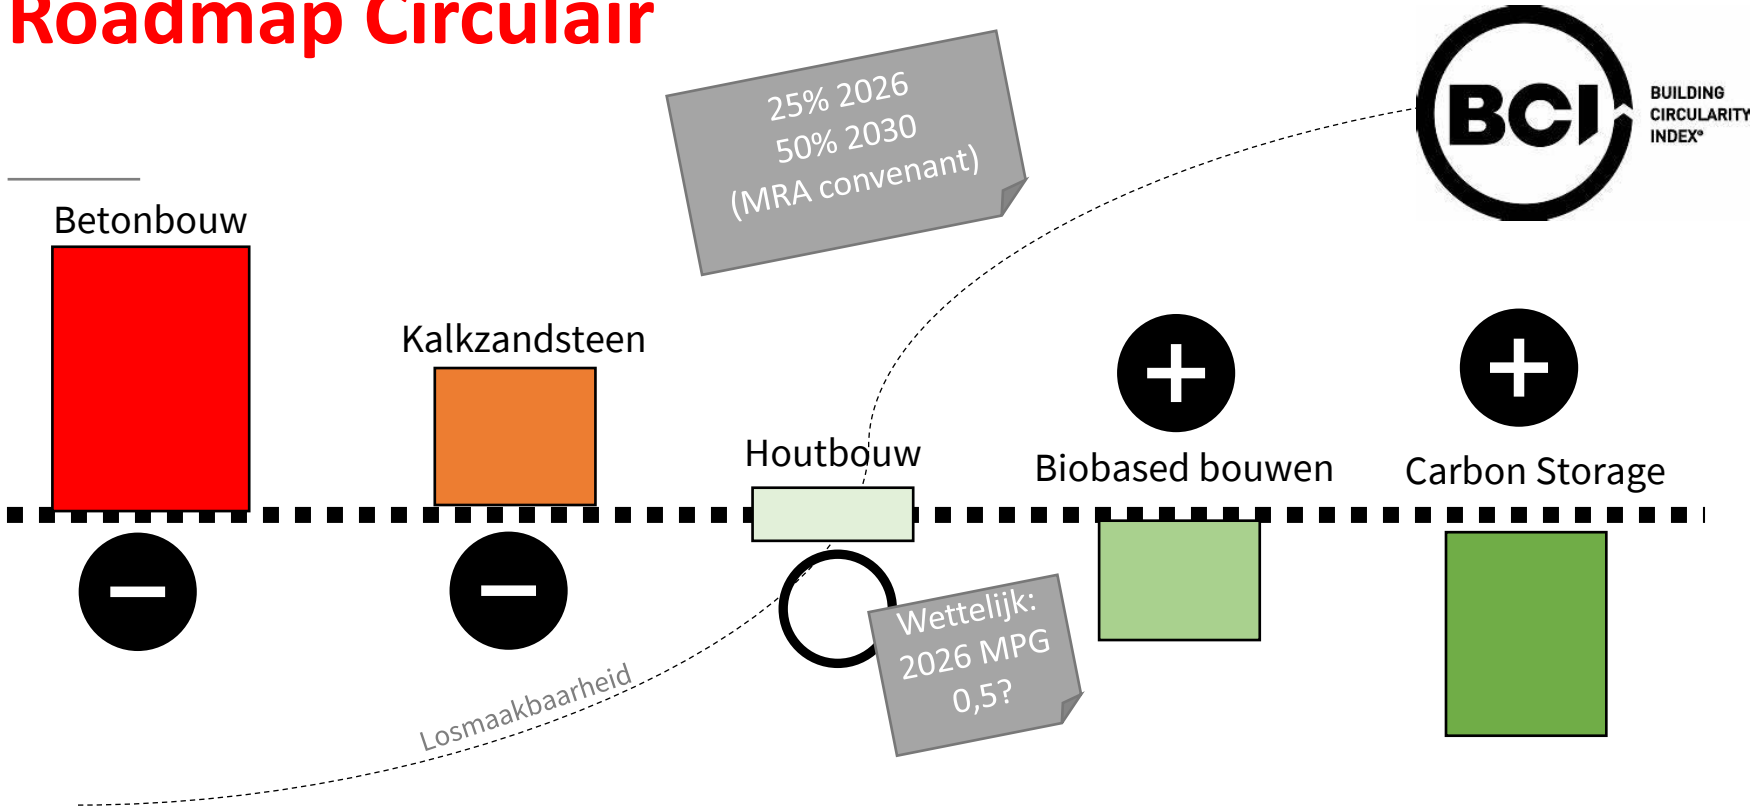 Roadmap Circulair
25% 2026
50% 2030
(MRA convenant)
BCI
BUILDING
CIRCULARITY
INDEX®
Betonbouw
Kalkzandsteen
Houtbouw
Biobased bouwen
Carbon Storage
Wettelijk:
2026 MPG
0,5?
Losmaakbaarheid